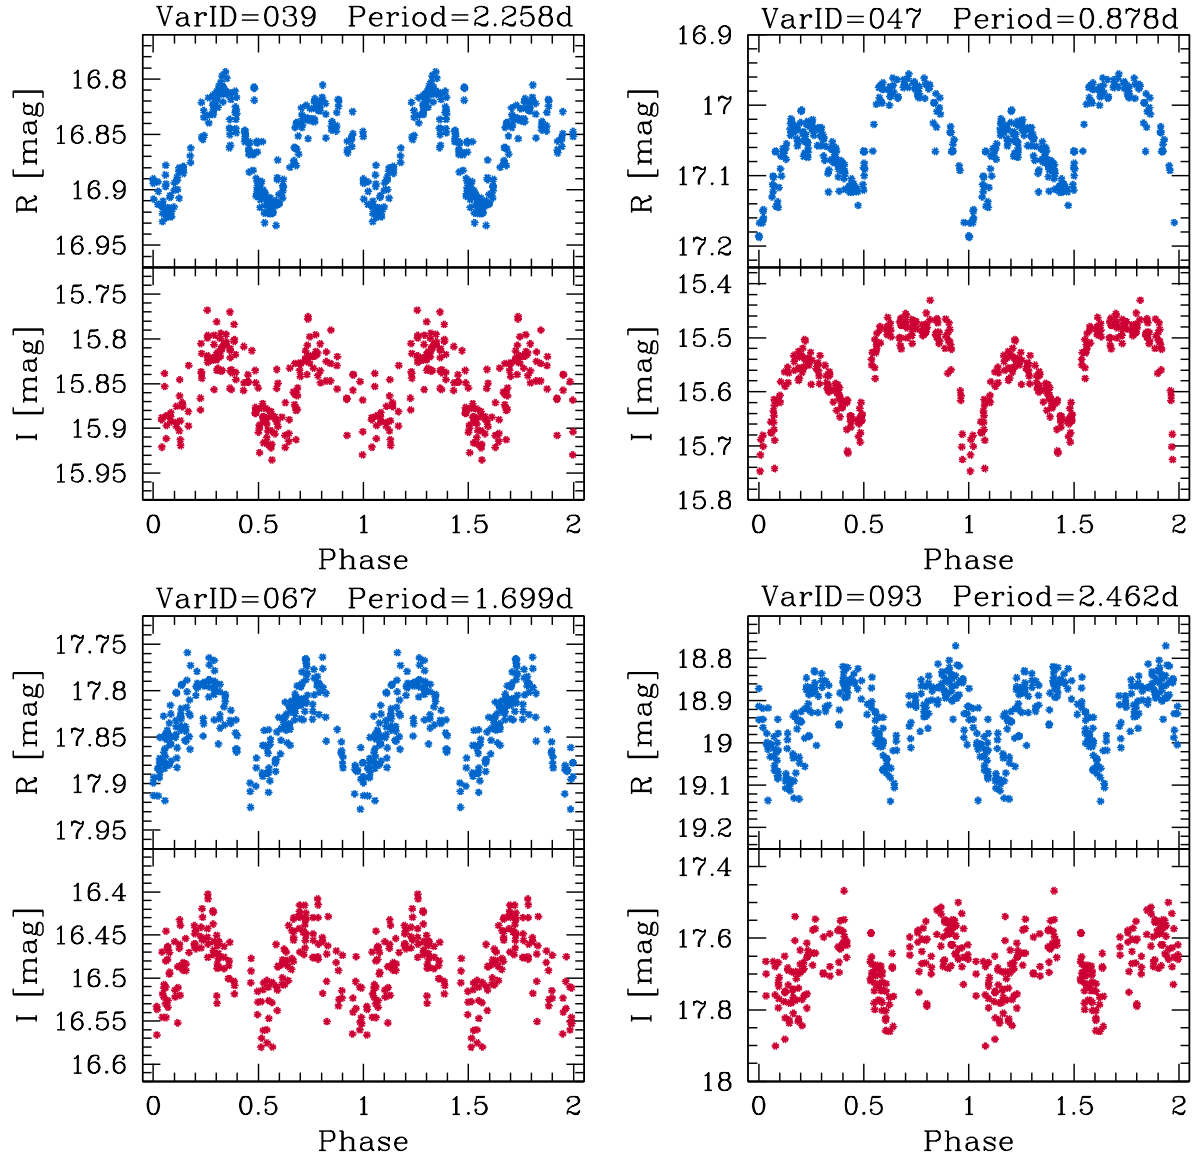 VarID=039 Period=2.258d
16.8
16.85
16.9
16.95
R [mag]
15.75
15.8
15.85
15.9
15.95
I [mag]
0 0.5 1 1.5 2
Phase
VarID=047 Period=0.878d
16.9
17
17.1
17.2
R [mag]
15.4
15.5
15.6
15.7
15.8
I [mag]
0 0.5 1 1.5 2
Phase
VarID=067 Period=1.699d
17.75
17.8
17.85
17.9
17.95
R [mag]
16.4
16.45
16.5
16.55
16.6
I [mag]
0 0.5 1 1.5 2
Phase
VarID=093 Period=2.462d
18.8
18.9
19
19.1
19.2
R [mag]
17.4
17.6
17.8
18
I [mag]
0 0.5 1 1.5 2
Phase